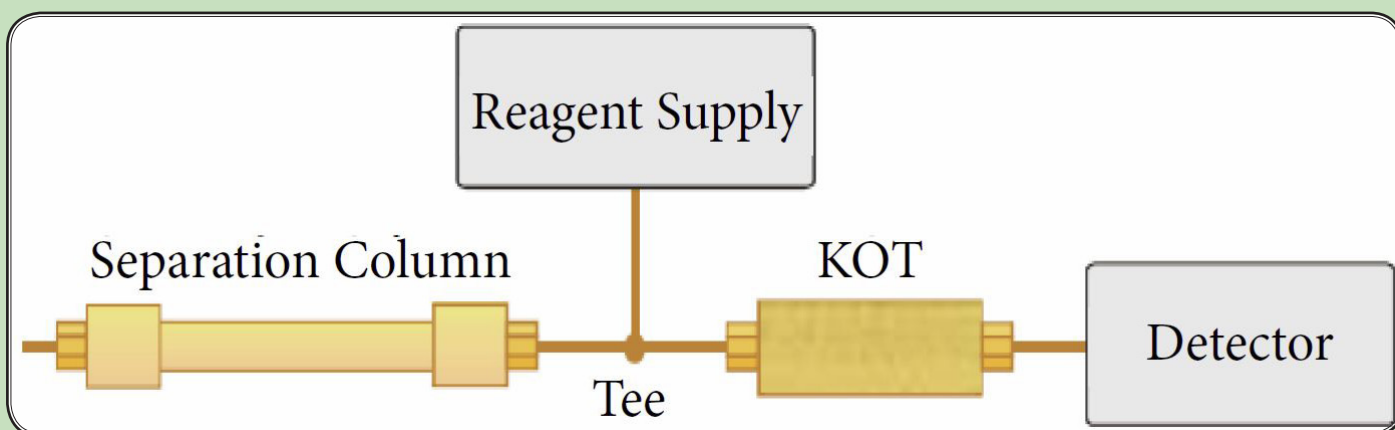 Reagent Supply
Separation Column
KOT
Detector
Tee